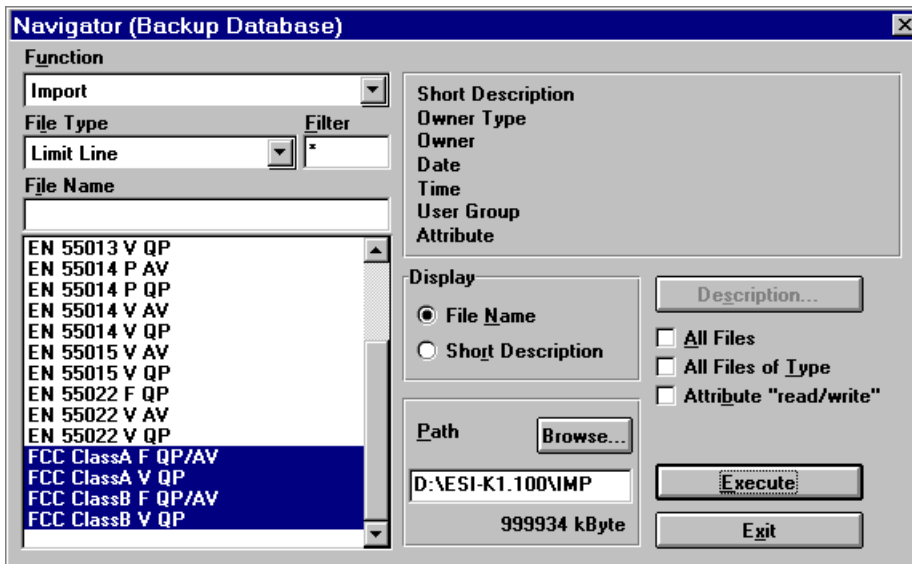 Navigator (Backup Database)
Function
Import
File Type
Filter
Limit Line
*
File Name
EN 55013 V QP
EN 55014 P AV
EN 55014 P QP
EN 55014 V AV
EN 55014 V QP
EN 55015 V AV
EN 55015 V QP
EN 55022 F QP
EN 55022 V AV
EN 55022 V QP
FCC ClassA F QP/AV
FCC ClassA V QP
FCC ClassB F QP/AV
FCC ClassB V QP
Short Description
Owner Type
Owner
Date
Time
User Group
Attribute
Display
File Name
Short Description
Path
Browse...
D:\ESI-K1.100\IMP
999934 kByte
Description...
All Files
All Files of Type
Attribute "read/write"
Execute
Exit